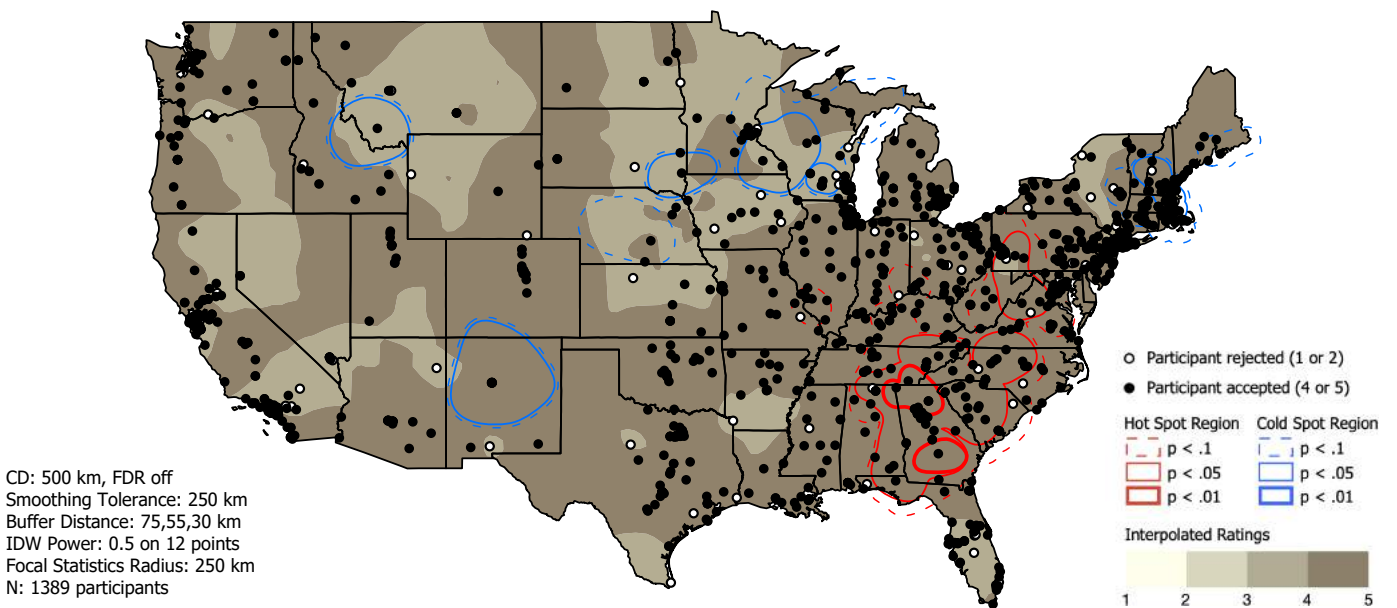 CD: 500 km, FDR off
Smoothing Tolerance: 250 km
Buffer Distance: 75,55,30 km
IDW Power: 0.5 on 12 points
Focal Statistics Radius: 250 km
N: 1389 participants
Participant rejected (1 or 2)
Participant accepted (4 or 5)
Hot Spot Region
p < .1
p < .05
p < .01
Cold Spot Region
p < .1
p < .05
p < .01
Interpolated Ratings
1 2 3 4 5